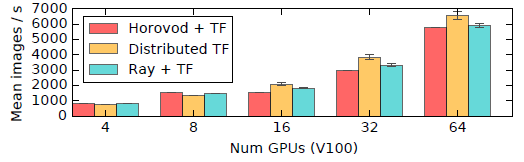 Mean images / s
7000
6000
5000
4000
3000
2000
1000
0
Horovod + TF
Distributed TF
Ray + TF
4 8 16 32 64
Num GPUs (V100)